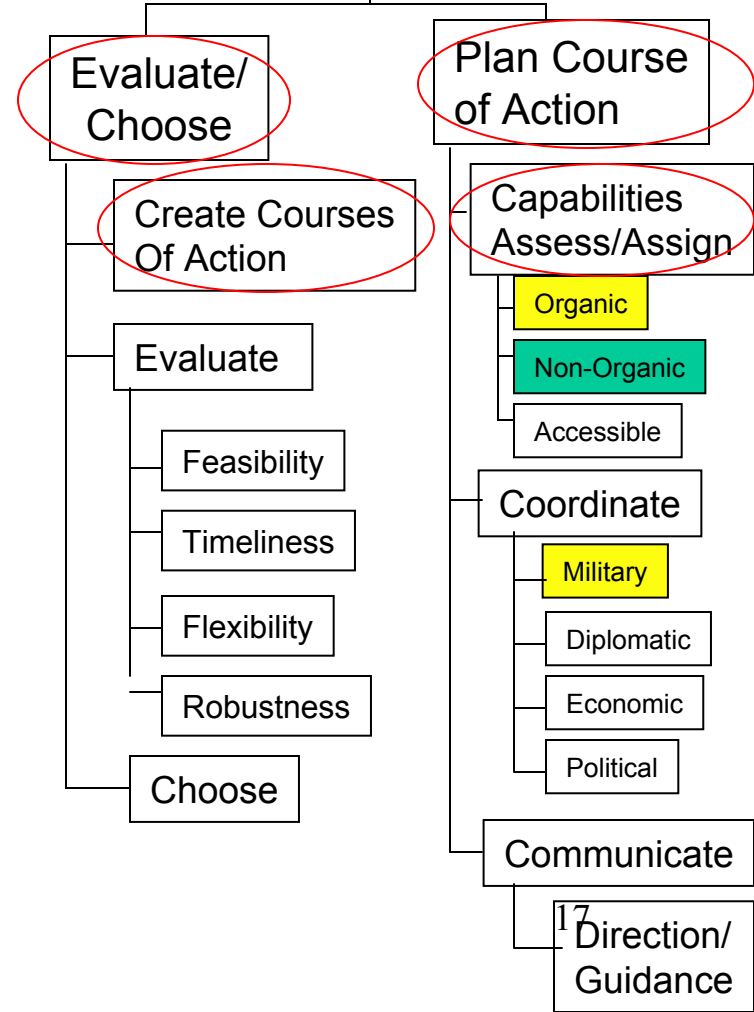 Evaluate/
Choose
Create Courses
Of Action
Evaluate
Feasibility
Timeliness
Flexibility
Robustness
Choose
Plan Course
of Action
Capabilities
Assess/Assign
Organic
Non-Organic
Accessible
Coordinate
Military
Diplomatic
Economic
Political
Communicate
17
Direction/
Guidance